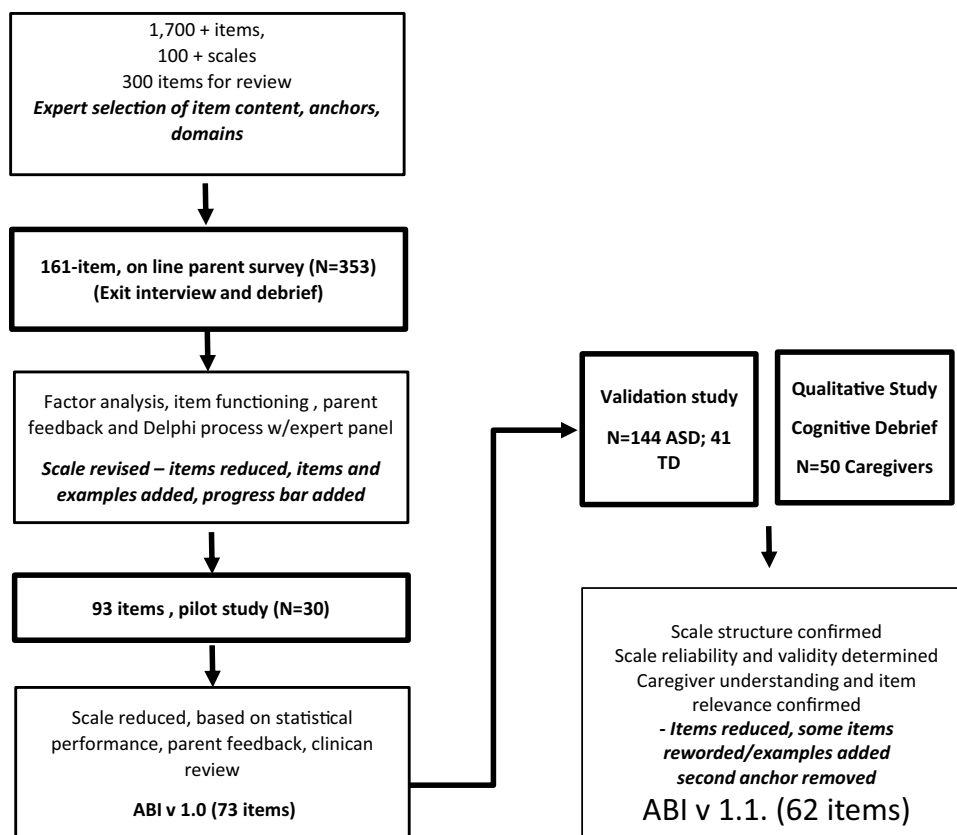 1,700 + items,
100 + scales
300 items for review
Expert selection of item content, anchors,
domains
161-item, on line parent survey (N=353)
(Exit interview and debrief)
Factor analysis, item functioning , parent
feedback and Delphi process w/expert panel
Scale revised – items reduced, items and
examples added, progress bar added
93 items , pilot study (N=30)
Scale reduced, based on statistical
performance, parent feedback, clinican
review
ABI v 1.0 (73 items)
Validation study
N=144 ASD; 41
TD
Qualitative Study
Cognitive Debrief
N=50 Caregivers
Scale structure confirmed
Scale reliability and validity determined
Caregiver understanding and item
relevance confirmed
- Items reduced, some items
reworded/examples added
second anchor removed
ABI v 1.1. (62 items)